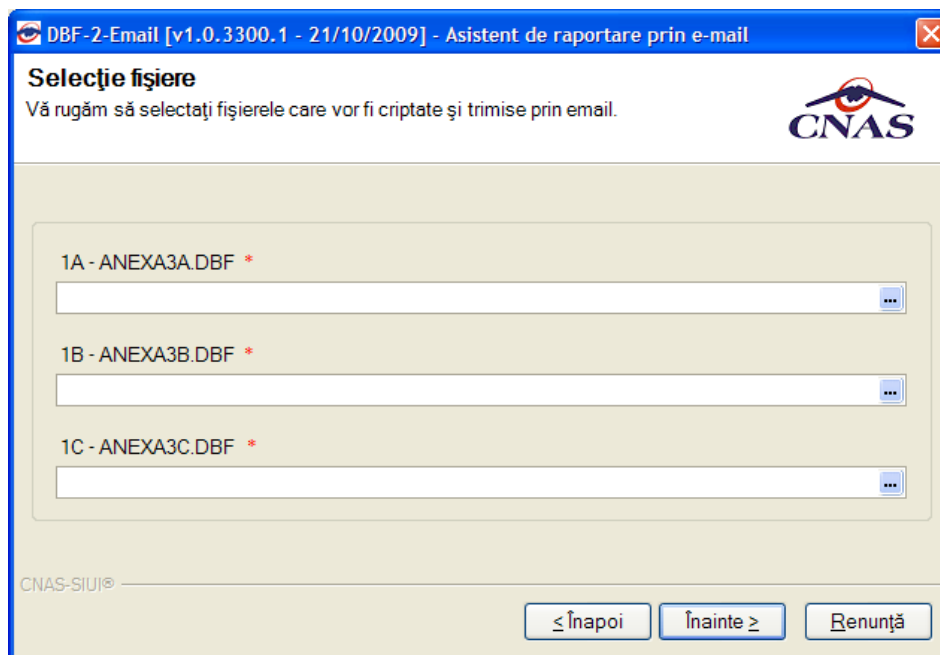 DBF-2-Email [v1.0.3300.1 - 21/10/2009] - Asistent de raportare prin e-mail
Selecţie fişiere
Vă rugăm să selectaţi fişierele care vor fi criptate şi trimise prin email.
CNAS
1A - ANEXA3A.DBF *
...
1B - ANEXA3B.DBF *
...
1C - ANEXA3C.DBF *
...
CNAS-SIUI®
< Înapoi Înainte > Renunţă